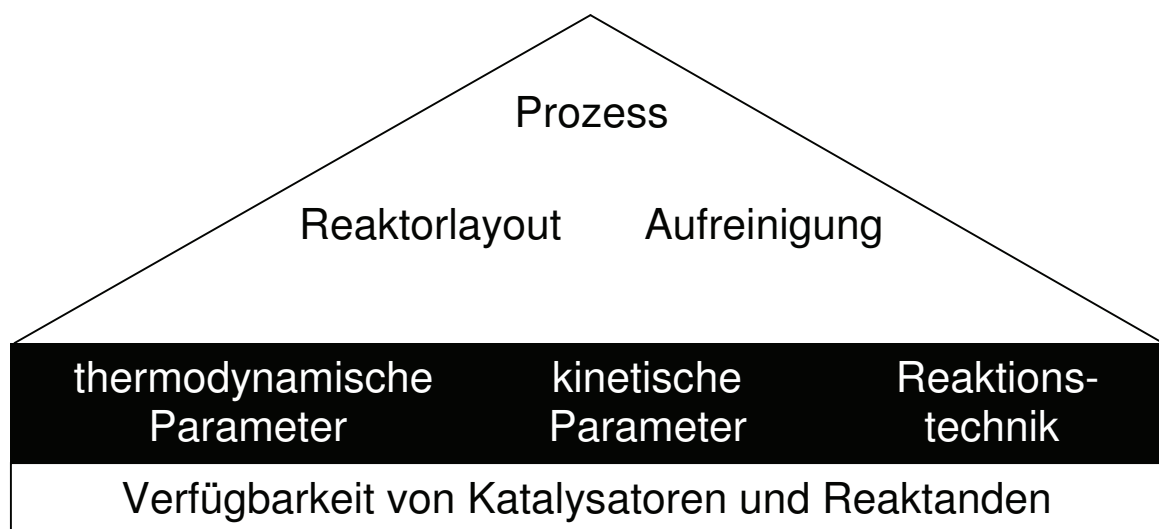 Prozess
Reaktorlayout Aufreinigung
thermodynamische kinetische Reaktions-
Parameter Parameter technik
Verfügbarkeit von Katalysatoren und Reaktanden